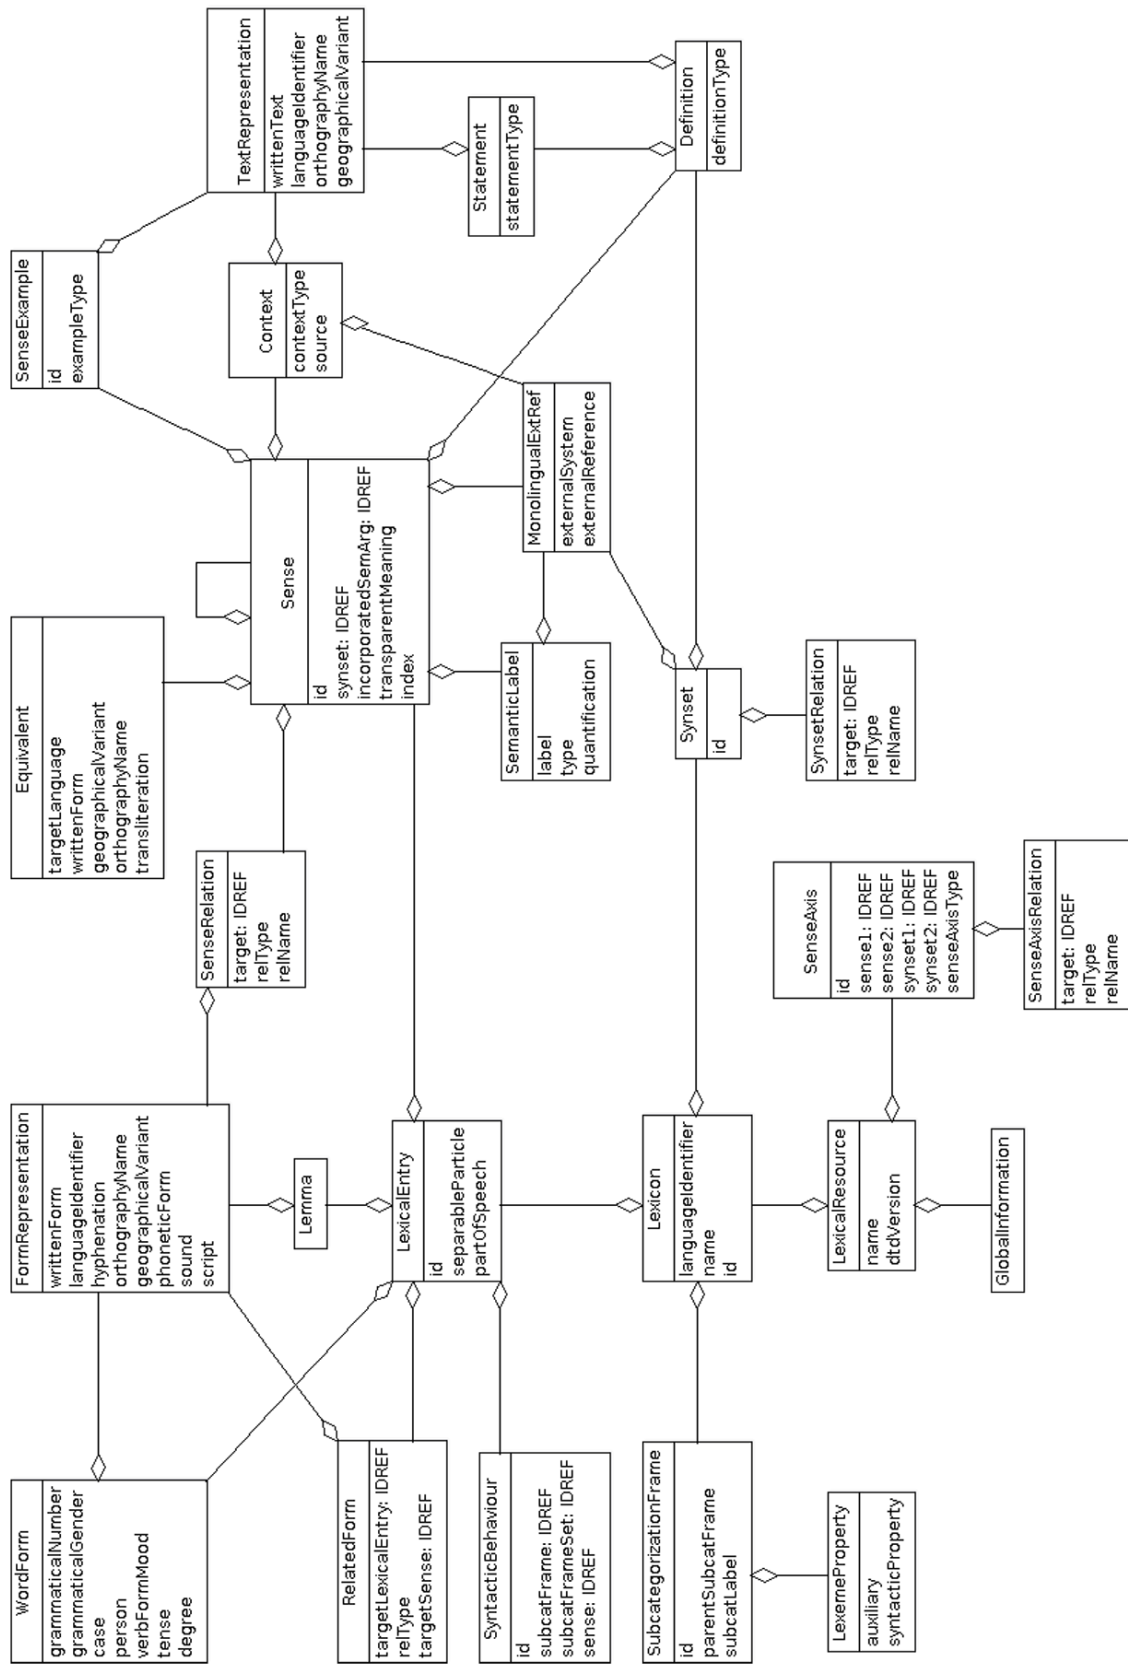 WordForm
grammaticalNumber
grammaticalGender
case
person
verbFormMood
tense
degree
FormRepresentation
writtenForm
languageIdentifier
hyphenation
orthographyName
geographicalVariant
phoneticForm
sound
script
Equivalent
targetLanguage
writtenForm
geographicalVariant
orthographyName
transliteration
SenseExample
id
exampleType
SenseRelation
target: IDREF
relType
relName
TextRepresentation
writtenText
languageIdentifier
orthographyName
geographicalVariant
Lemma
Sense
id
synset: IDREF
incorporatedSemArg: IDREF
transparentMeaning
index
Context
contextType
source
RelatedForm
targetLexicalEntry: IDREF
relType
targetSense: IDREF
LexicalEntry
id
separableParticle
partOfSpeech
Statement
statementType
SyntacticBehaviour
id
subcatFrame: IDREF
subcatFrameSet: IDREF
sense: IDREF
SemanticLabel
label
type
quantification
MonolingualExtRef
externalSystem
externalReference
SubcategorizationFrame
id
parentSubcatFrame
subcatLabel
Lexicon
languageIdentifier
name
id
Synset
id
Definition
definitionType
LexemeProperty
auxiliary
syntacticProperty
LexicalResource
name
dtdVersion
SenseAxis
id
sense1: IDREF
sense2: IDREF
synset1: IDREF
synset2: IDREF
senseAxisType
SynsetRelation
target: IDREF
relType
relName
GlobalInformation
SenseAxisRelation
target: IDREF
relType
relName